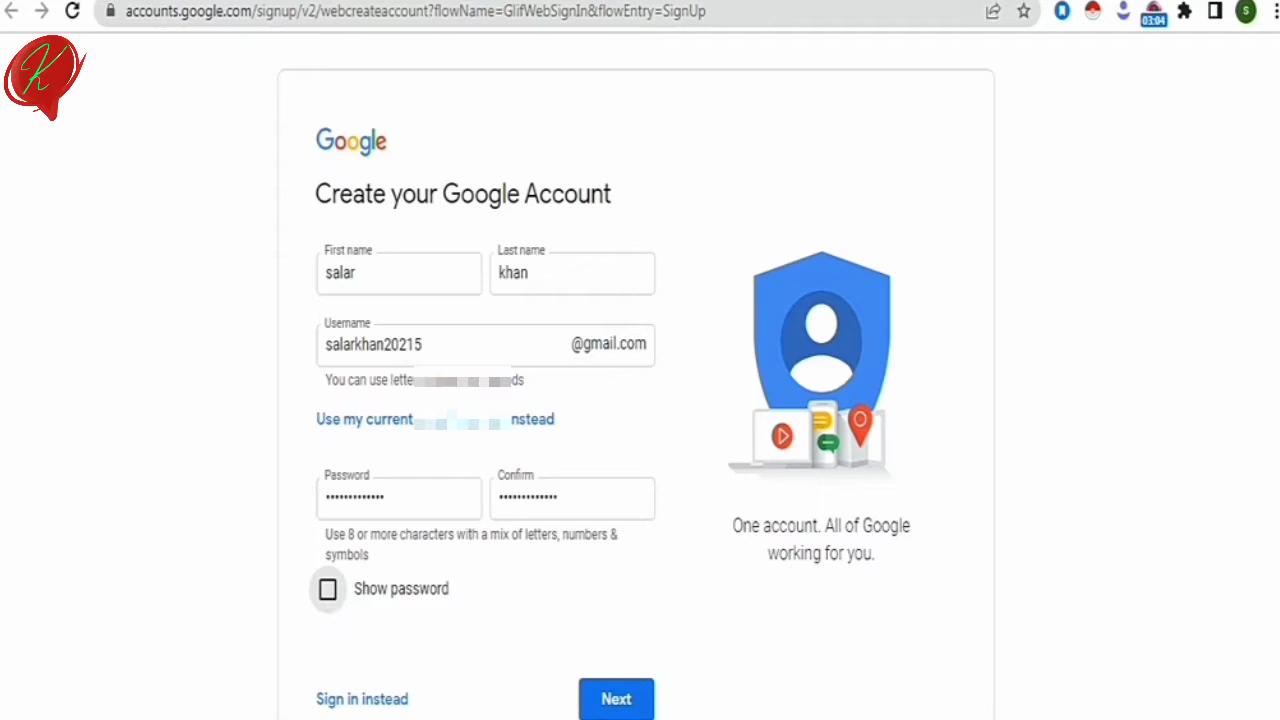 accounts.google.com/signup/v2/webcreateaccount?flowName=GlifWebSignIn&flowEntry=SignUp
03:04
S
K
Google
Create your Google Account
First name
Last name
salar
khan
Username
salarkhan20215
@gmail.com
You can use
Use my current
Password
Confirm
•••••••••••••
•••••••••••••
Use 8 or more characters with a mix of letters, numbers &
symbols
Show password
Sign in instead
Next
One account. All of Google
working for you.